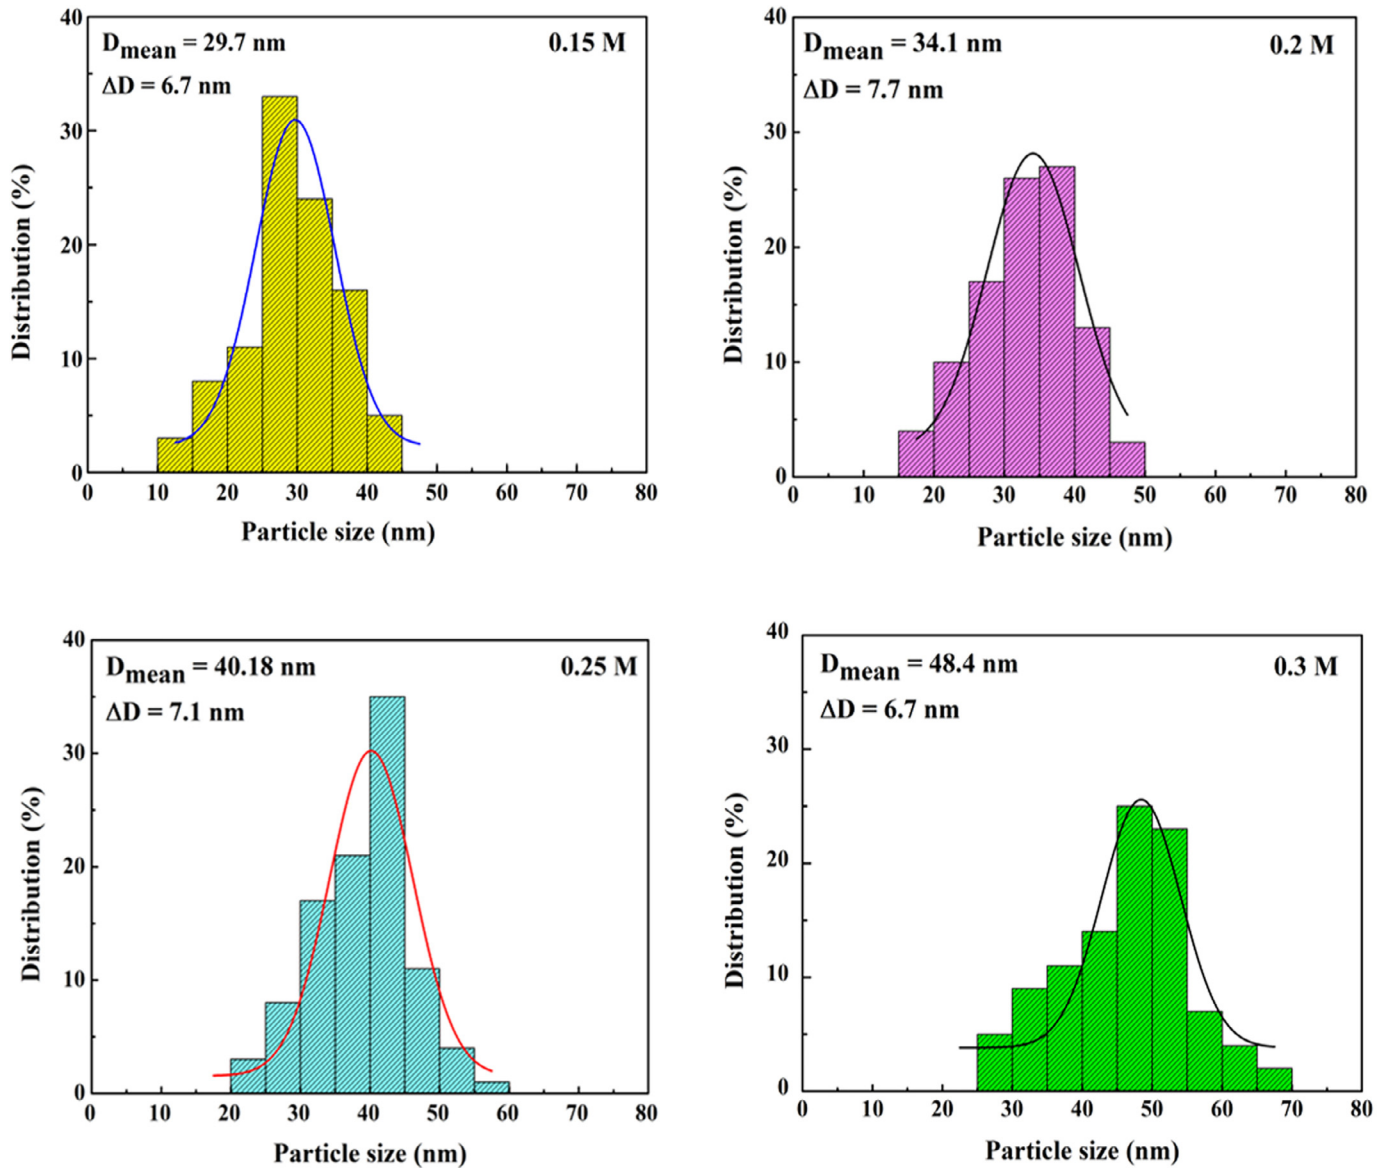 40
D_mean = 29.7 nm 0.15 M
ΔD = 6.7 nm
30
20
10
0
Distribution (%)
0 10 20 30 40 50 60 70 80
Particle size (nm)
40
D_mean = 34.1 nm 0.2 M
ΔD = 7.7 nm
30
20
10
0
Distribution (%)
0 10 20 30 40 50 60 70 80
Particle size (nm)
40
D_mean = 40.18 nm 0.25 M
ΔD = 7.1 nm
30
20
10
0
Distribution (%)
0 10 20 30 40 50 60 70 80
Particle size (nm)
40
D_mean = 48.4 nm 0.3 M
ΔD = 6.7 nm
30
20
10
0
Distribution (%)
0 10 20 30 40 50 60 70 80
Particle size (nm)